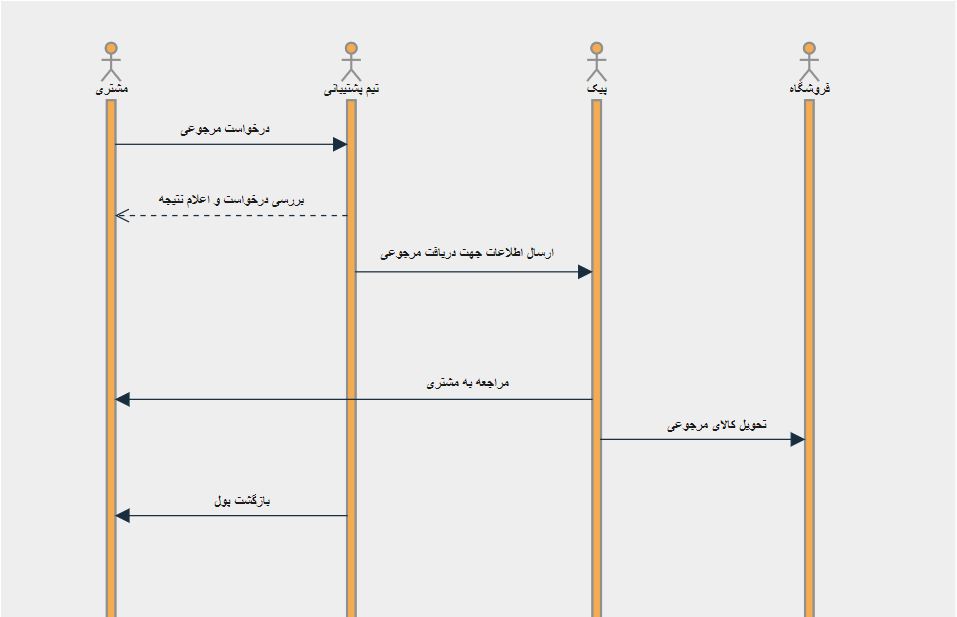 مشتری
تیم پشتیبانی
پیک
فروشگاه
درخواست مرجوعی
بررسی درخواست و اعلام نتیجه
ارسال اطلاعات جهت دریافت مرجوعی
مراجعه به مشتری
تحویل کالای مرجوعی
بازگشت پول